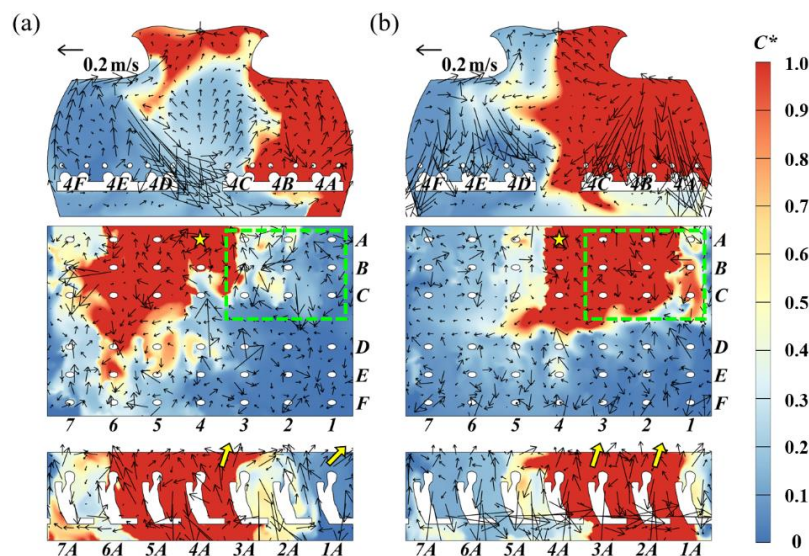 (a)
0.2 m/s
4F 4E 4D 4C 4B 4A
A
B
C
D
E
F
7 6 5 4 3 2 1
7A 6A 5A 4A 3A 2A 1A
(b)
0.2 m/s
4F 4E 4D 4C 4B 4A
A
B
C
D
E
F
7 6 5 4 3 2 1
7A 6A 5A 4A 3A 2A 1A
C*
1.0
0.9
0.8
0.7
0.6
0.5
0.4
0.3
0.2
0.1
0